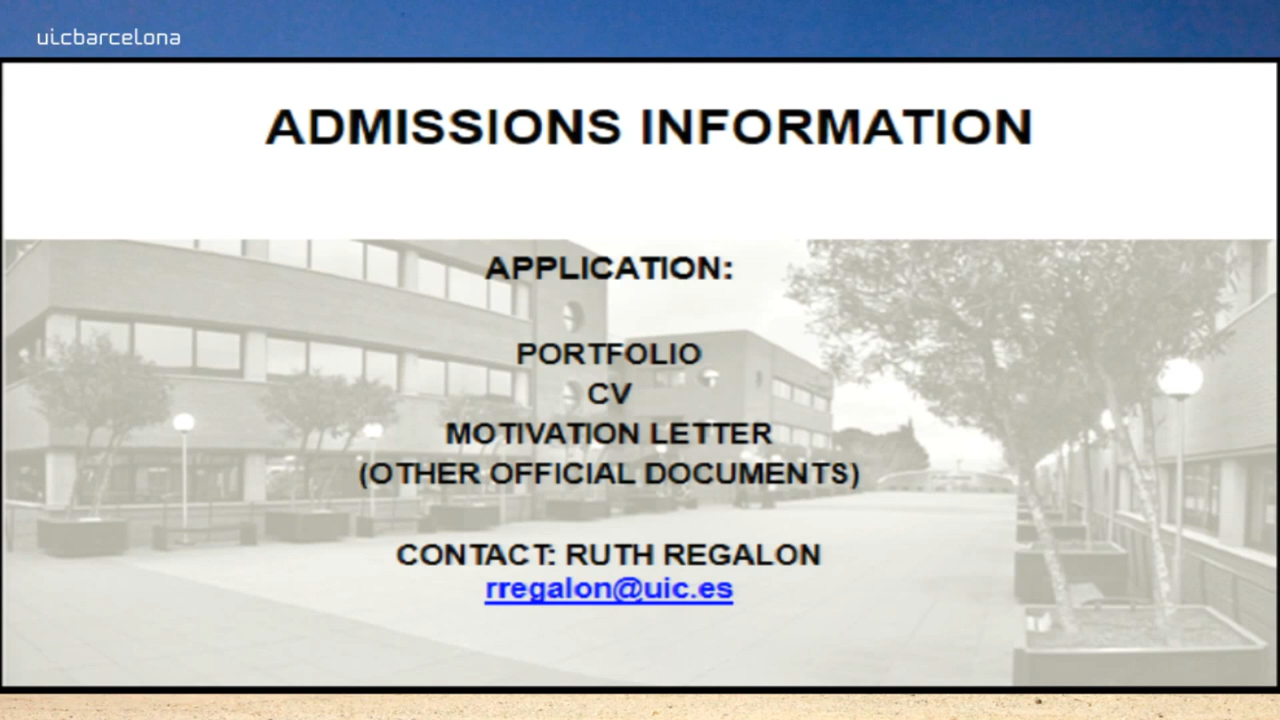 uicbarcelona
ADMISSIONS INFORMATION
APPLICATION:
PORTFOLIO
CV
MOTIVATION LETTER
(OTHER OFFICIAL DOCUMENTS)
CONTACT: RUTH REGALON
rregalon@uic.es